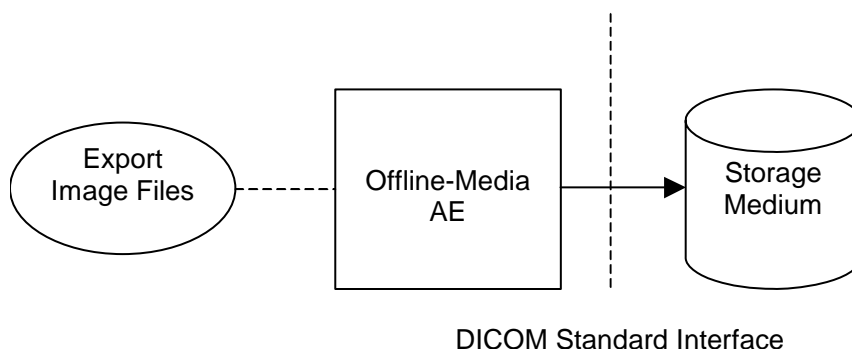 Export
Image Files
Offline-Media
AE
Storage
Medium
DICOM Standard Interface